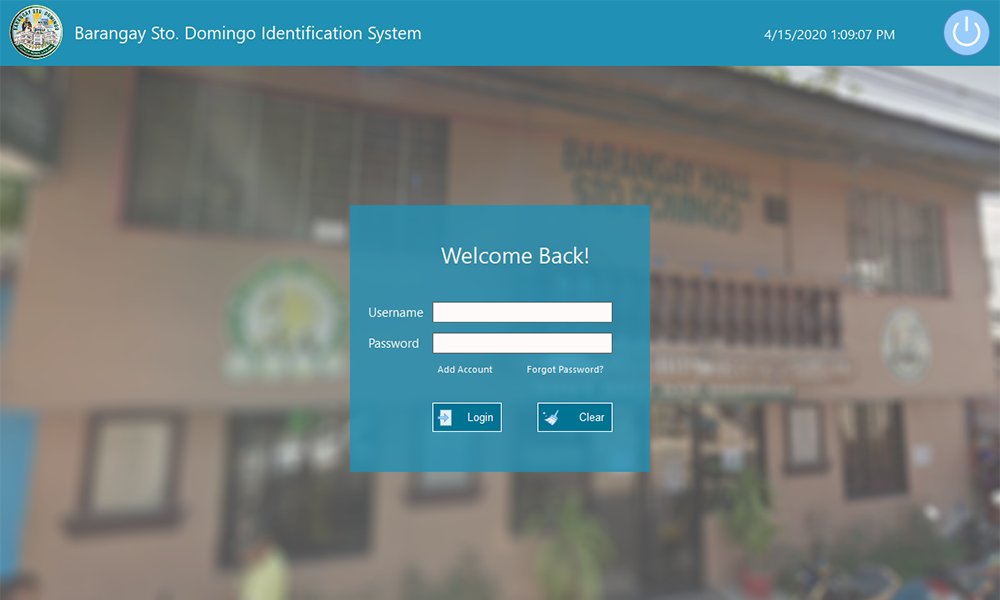 Barangay Sto. Domingo Identification System
4/15/2020 1:09:07 PM
BARANGAY HALL
STO. DOMINGO
Welcome Back!
Username
Password
Add Account
Forgot Password?
Login
Clear